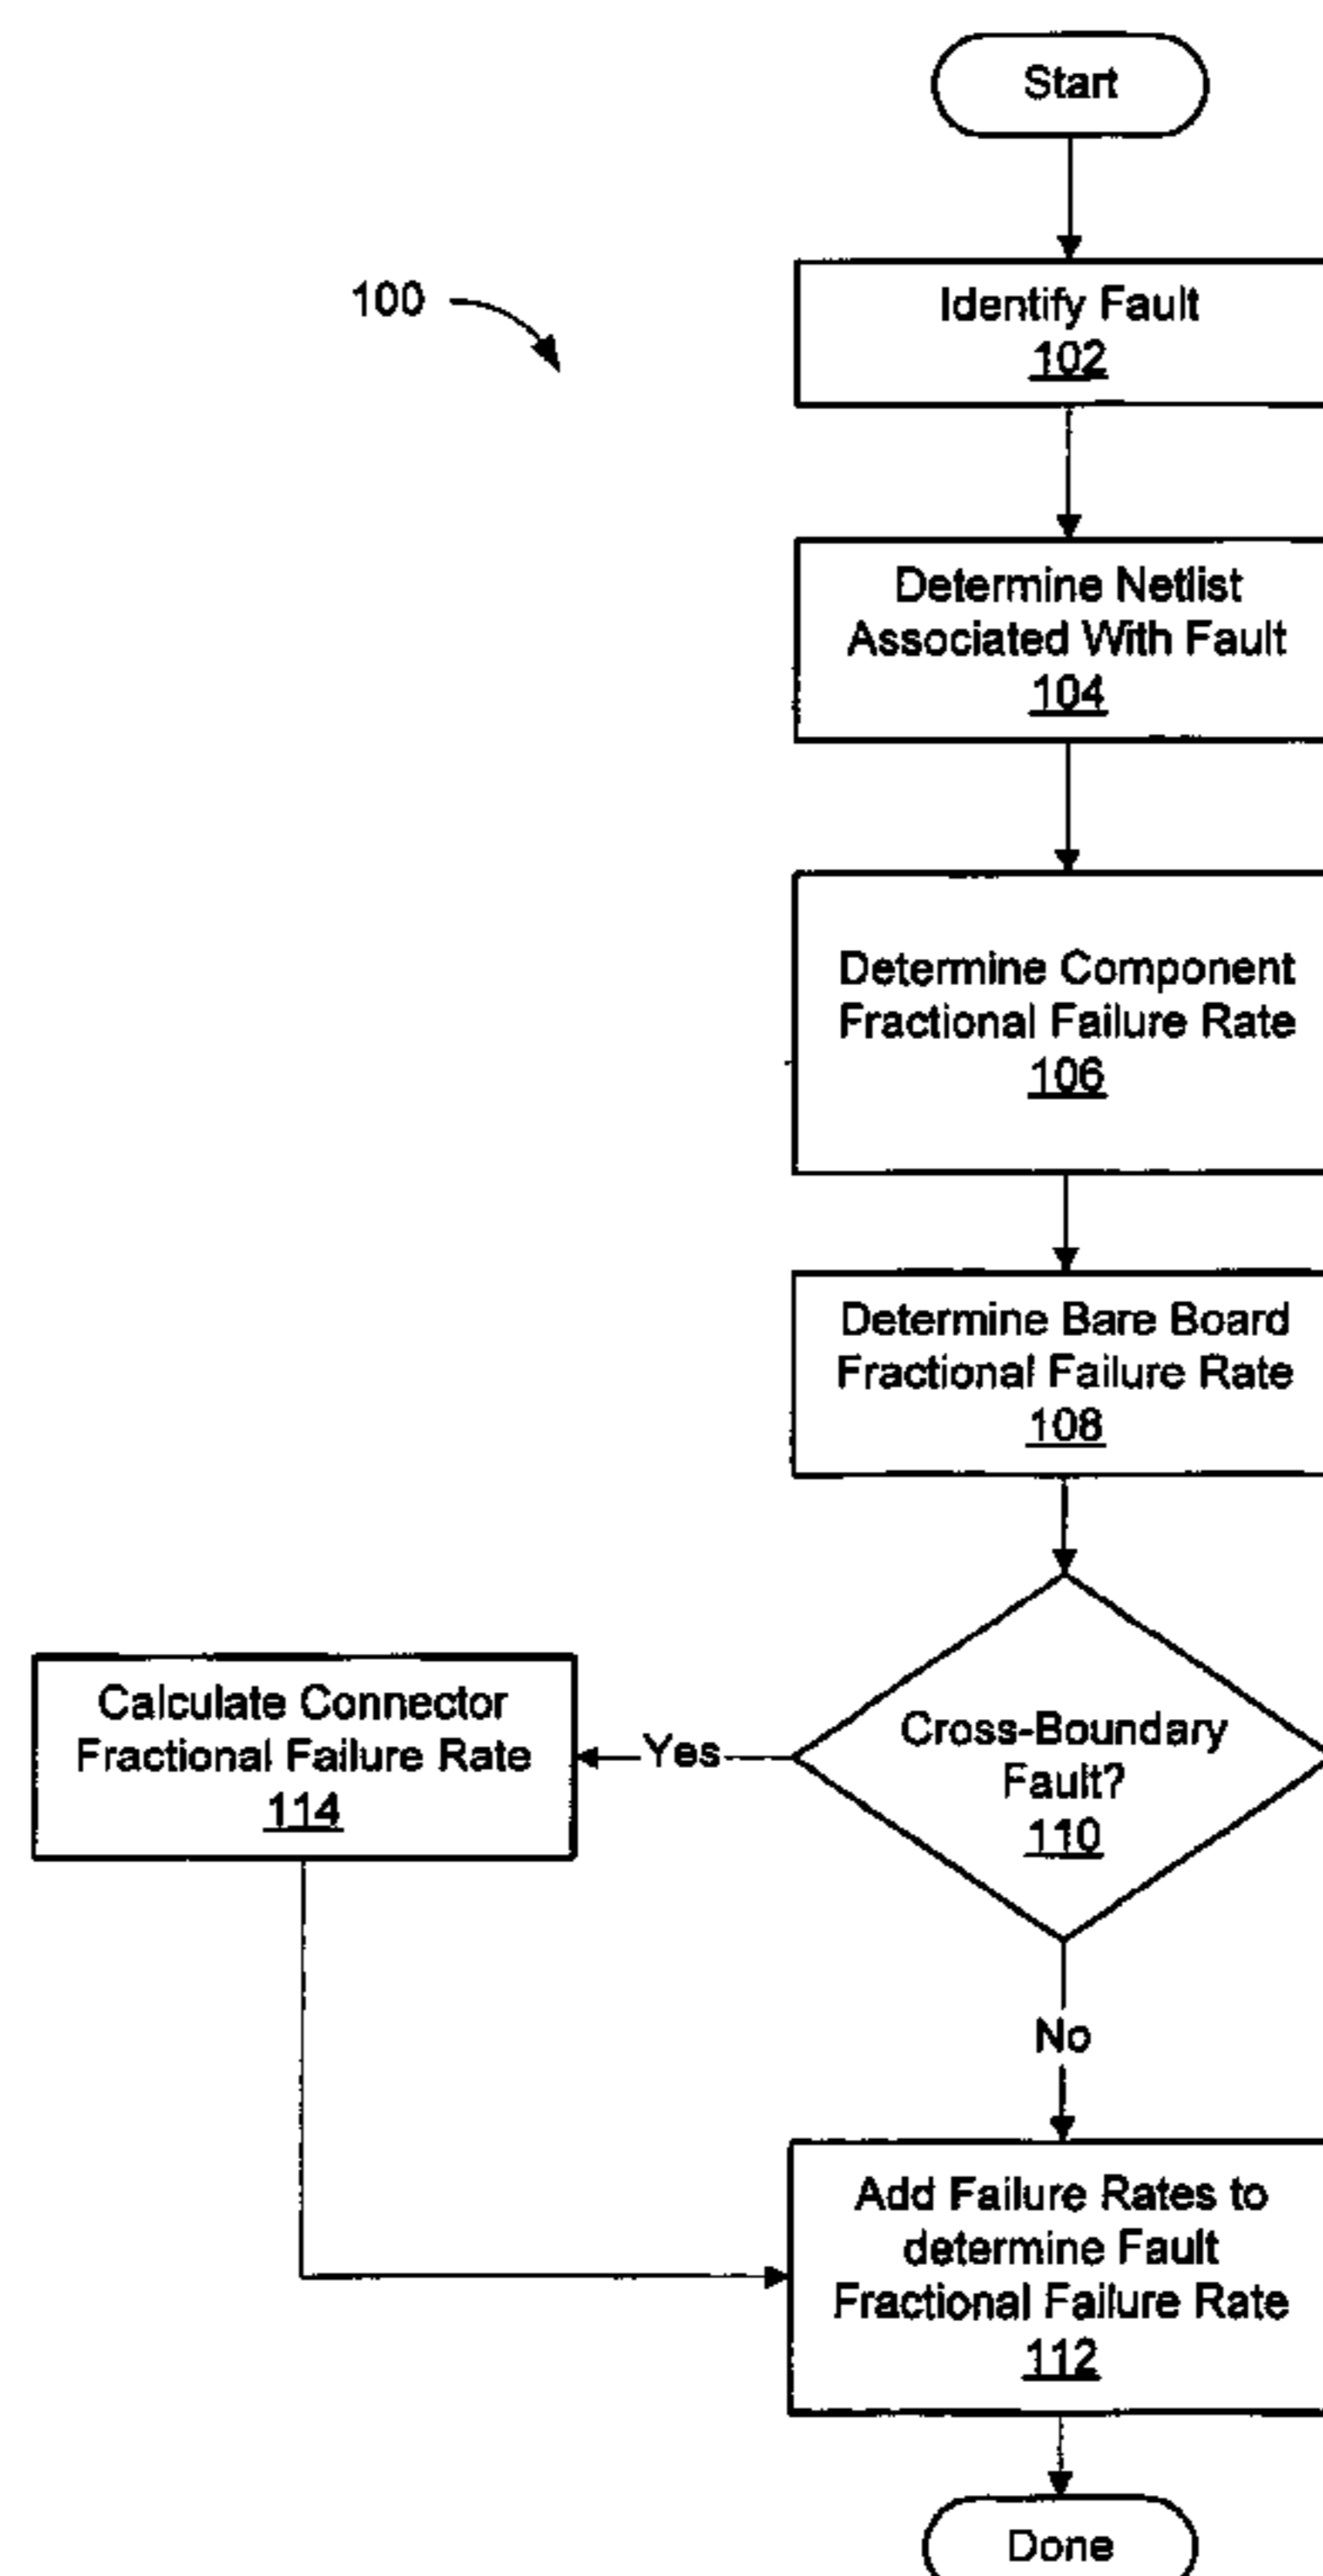 Start
100
Identify Fault
102
Determine Netlist
Associated With Fault
104
Determine Component
Fractional Failure Rate
106
Determine Bare Board
Fractional Failure Rate
108
Cross-Boundary
Fault?
110
Yes
Calculate Connector
Fractional Failure Rate
114
No
Add Failure Rates to
determine Fault
Fractional Failure Rate
112
Done